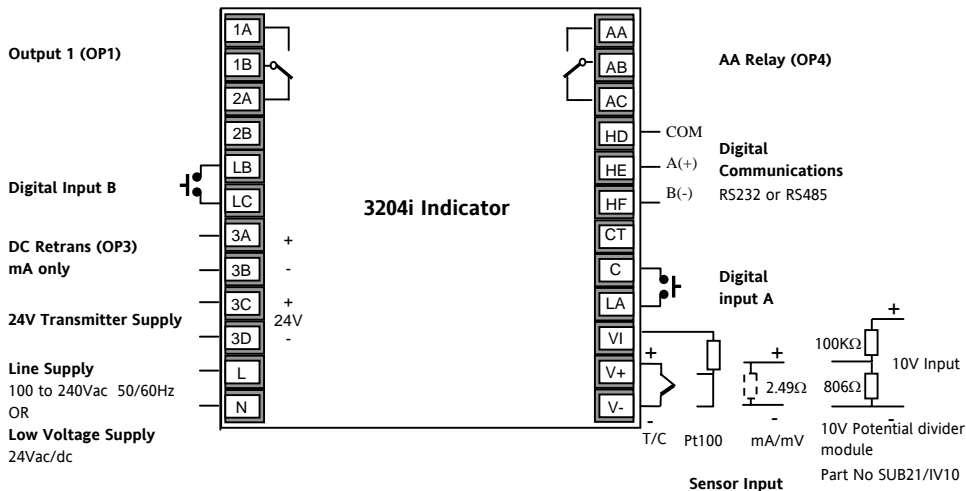 Output 1 (OP1)
Digital Input B
DC Retrans (OP3)
mA only
24V Transmitter Supply
Line Supply
100 to 240Vac 50/60Hz
OR
Low Voltage Supply
24Vac/dc
1A
1B
2A
2B
LB
LC
3A
+
3B
-
3C
+
24V
3D
-
L
N
3204i Indicator
AA
AB
AC
HD
HE
HF
CT
C
LA
VI
V+
V-
AA Relay (OP4)
COM
A(+)
B(-)
Digital
Communications
RS232 or RS485
Digital
input A
+
-
T/C
Pt100
+
2.49Ω
-
mA/mV
+
100KΩ
806Ω
10V Input
-
10V Potential divider
module
Part No SUB21/IV10
Sensor Input